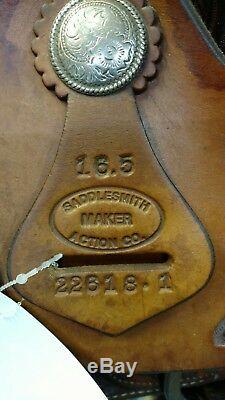 16.5
SADDLESMITH
MAKER
ACTION CO.
22618.1